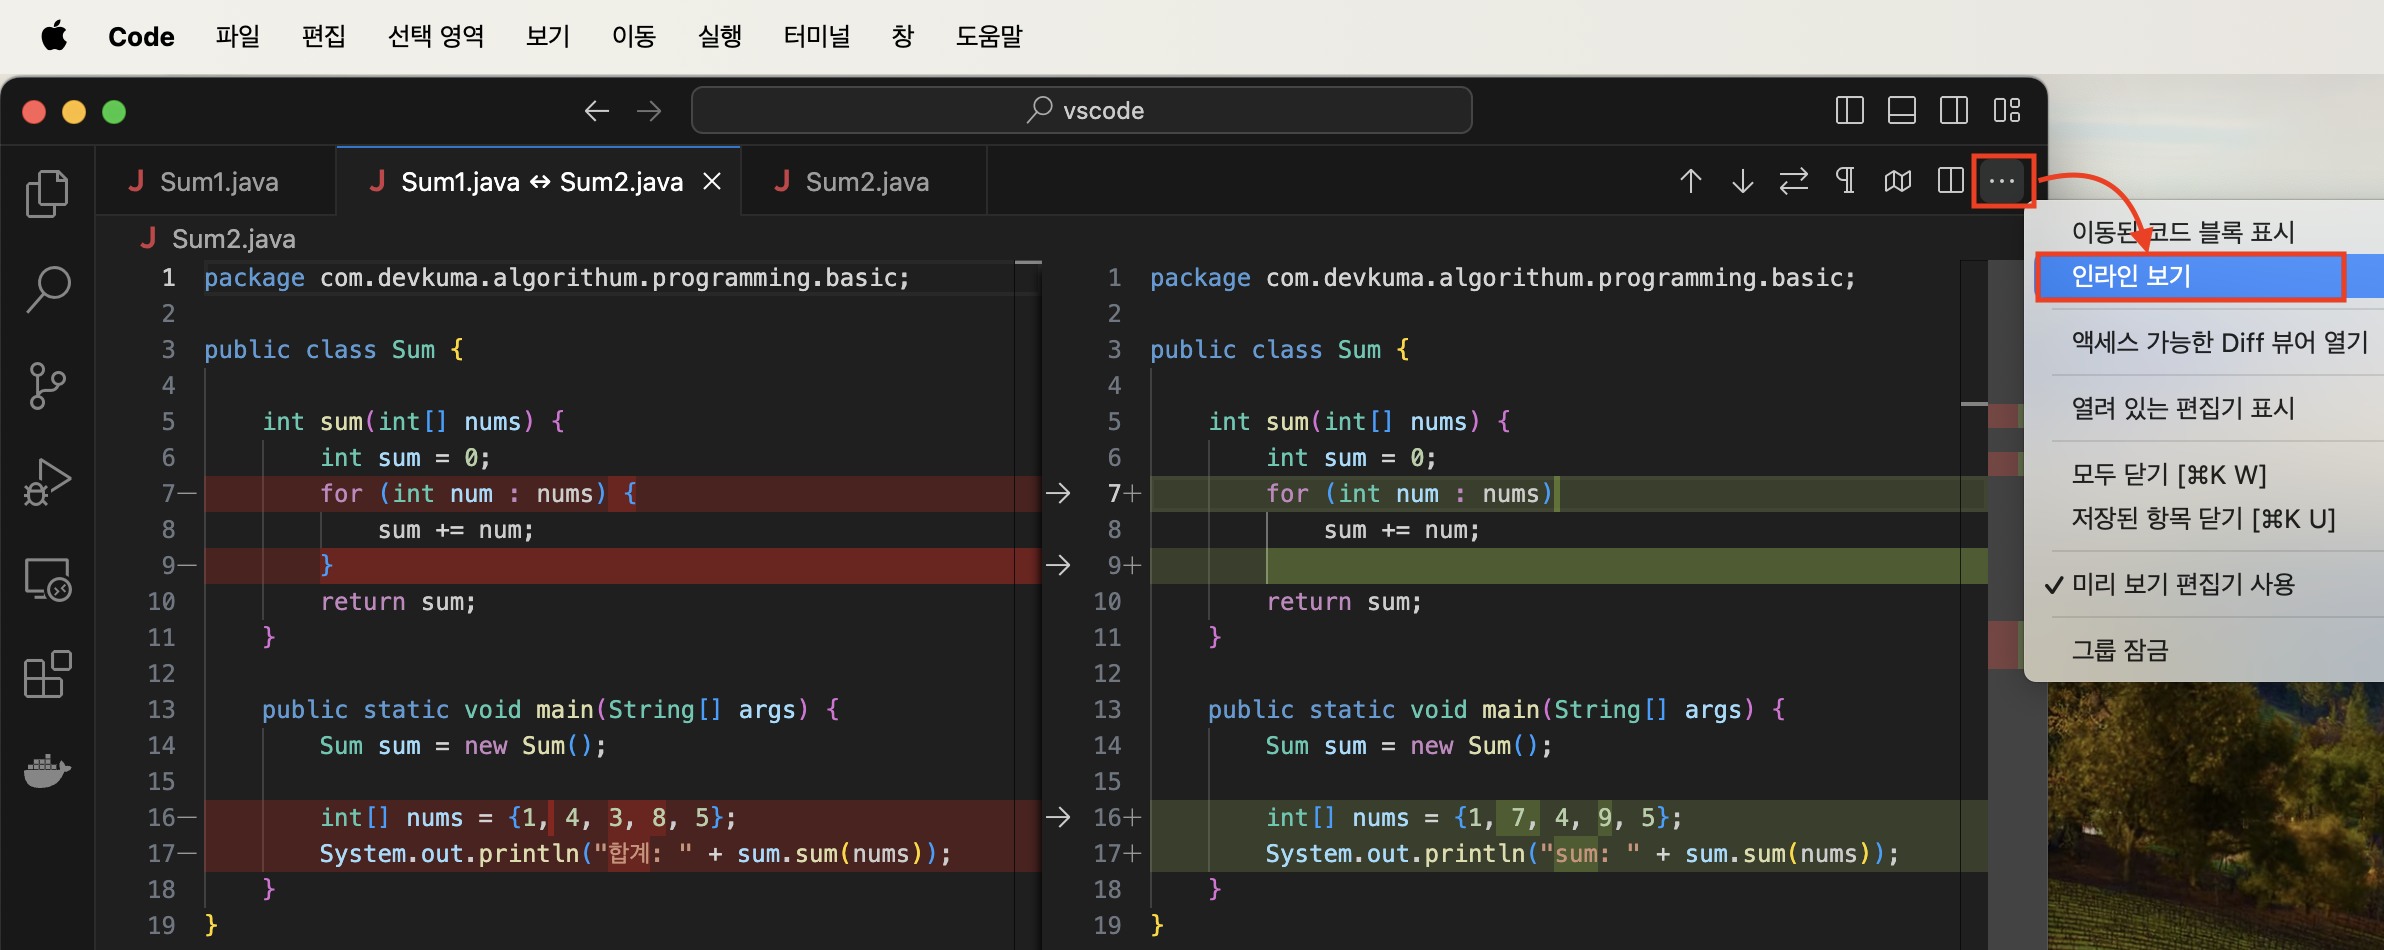 Code 파일 편집 선택 영역 보기 이동 실행 터미널 창 도움말
vscode
Sum1.java
Sum1.java ↔ Sum2.java
Sum2.java
Sum2.java
1 package com.devkuma.algorithum.programming.basic;
2
3 public class Sum {
4
5     int sum(int[] nums) {
6         int sum = 0;
7—         for (int num : nums) {
8             sum += num;
9—         }
10         return sum;
11     }
12
13     public static void main(String[] args) {
14         Sum sum = new Sum();
15
16—         int[] nums = {1, 4, 3, 8, 5};
17—         System.out.println("합계: " + sum.sum(nums));
18     }
19 }
1 package com.devkuma.algorithum.programming.basic;
2
3 public class Sum {
4
5     int sum(int[] nums) {
6         int sum = 0;
7+         for (int num : nums)
8             sum += num;
9+
10         return sum;
11     }
12
13     public static void main(String[] args) {
14         Sum sum = new Sum();
15
16+         int[] nums = {1, 7, 4, 9, 5};
17+         System.out.println("sum: " + sum.sum(nums));
18     }
19 }
이동된 코드 블록 표시
인라인 보기
액세스 가능한 Diff 뷰어 열기
열려 있는 편집기 표시
모두 닫기 [⌘K W]
저장된 항목 닫기 [⌘K U]
✓ 미리 보기 편집기 사용
그룹 잠금